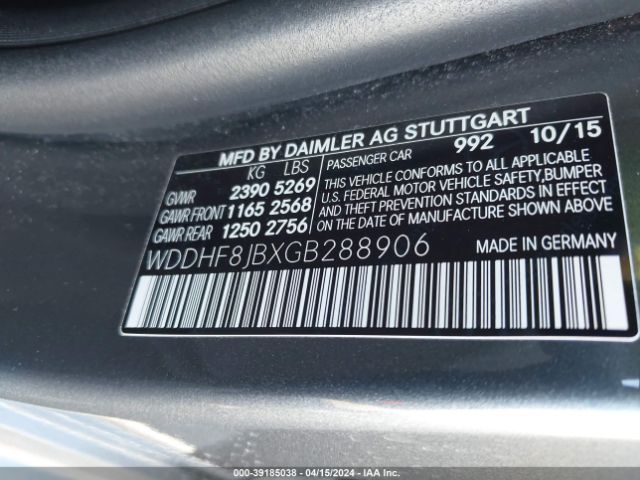 MFD BY DAIMLER AG STUTTGART
KG LBS PASSENGER CAR 992 10/15
GVWR 2390 5269
GAWR FRONT 1165 2568
GAWR REAR 1250 2756
THIS VEHICLE CONFORMS TO ALL APPLICABLE
U.S. FEDERAL MOTOR VEHICLE SAFETY,BUMPER
AND THEFT PREVENTION STANDARDS IN EFFECT
ON THE DATE OF MANUFACTURE SHOWN ABOVE
WDDHF8JBXGB288906 MADE IN GERMANY
000-39185038 - 04/15/2024 - IAA Inc.